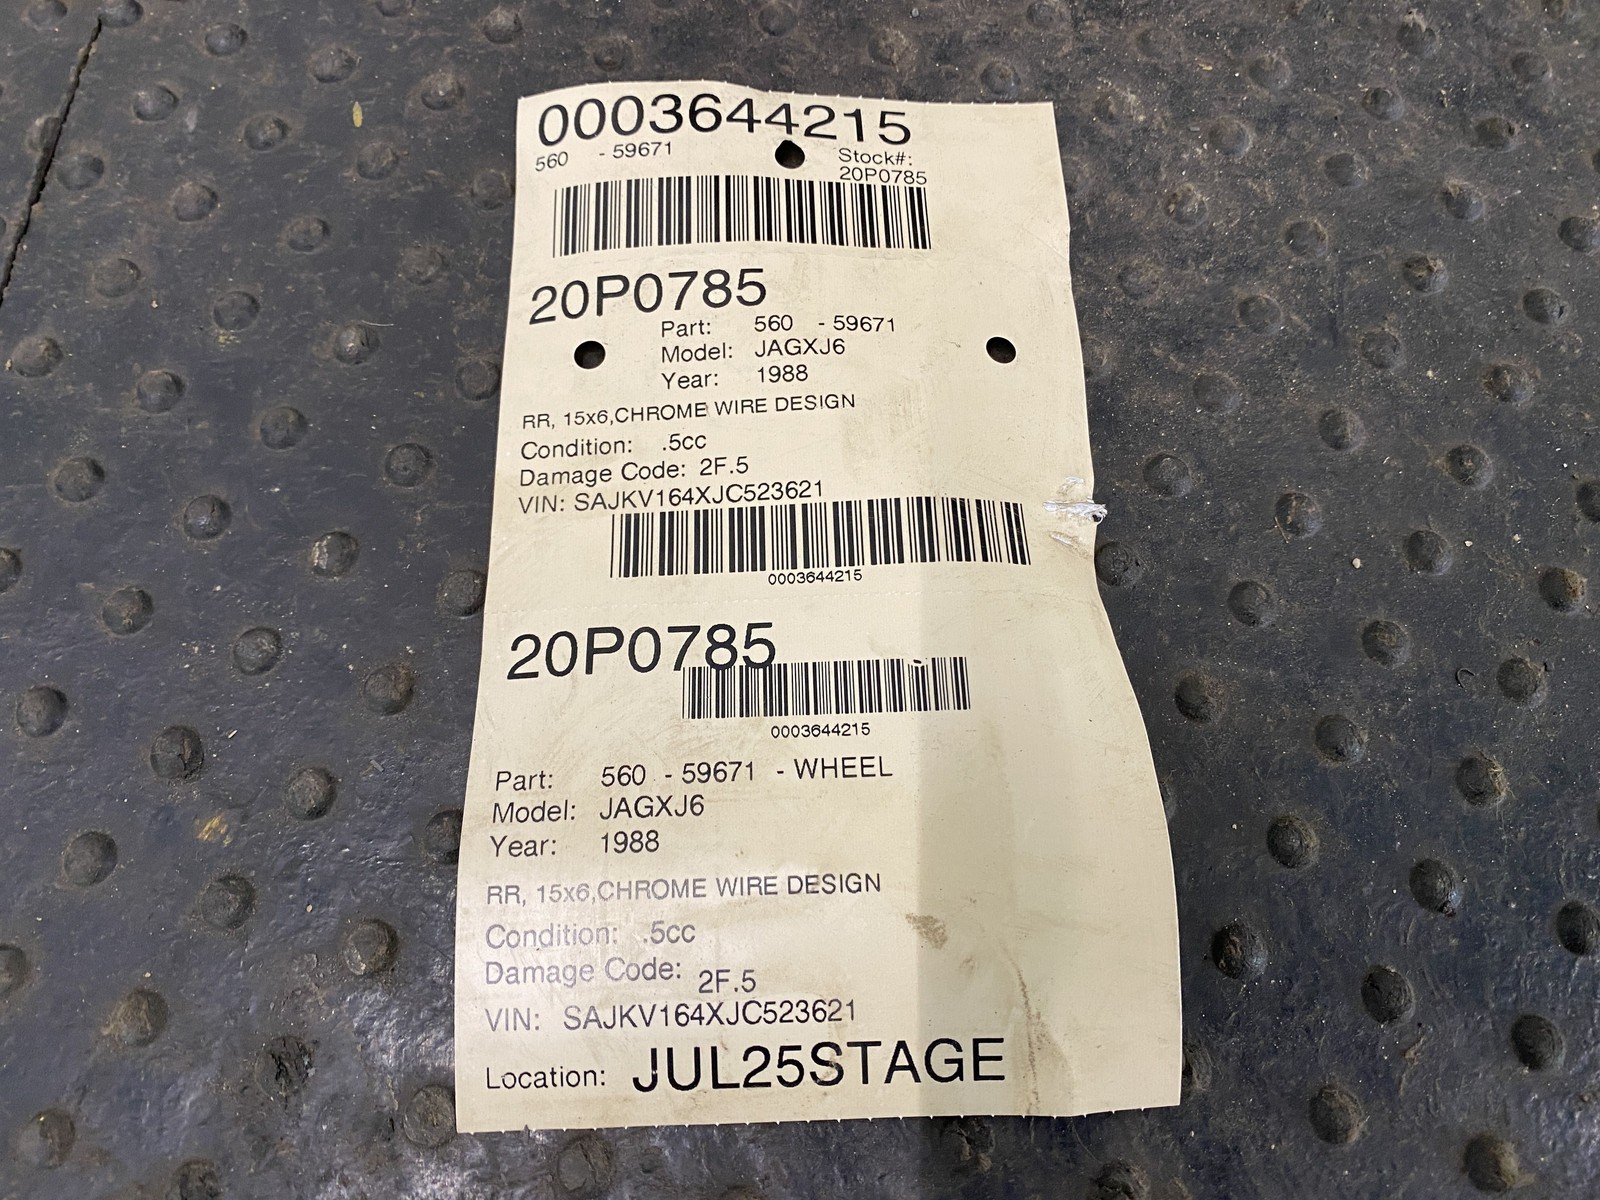 0003644215
560 - 59671
Stock#:
20P0785
20P0785
Part: 560 - 59671
Model: JAGXJ6
Year: 1988
RR, 15x6,CHROME WIRE DESIGN
Condition: .5cc
Damage Code: 2F.5
VIN: SAJKV164XJC523621
0003644215
20P0785
0003644215
Part: 560 - 59671 - WHEEL
Model: JAGXJ6
Year: 1988
RR, 15x6,CHROME WIRE DESIGN
Condition: .5cc
Damage Code: 2F.5
VIN: SAJKV164XJC523621
Location: JUL25STAGE